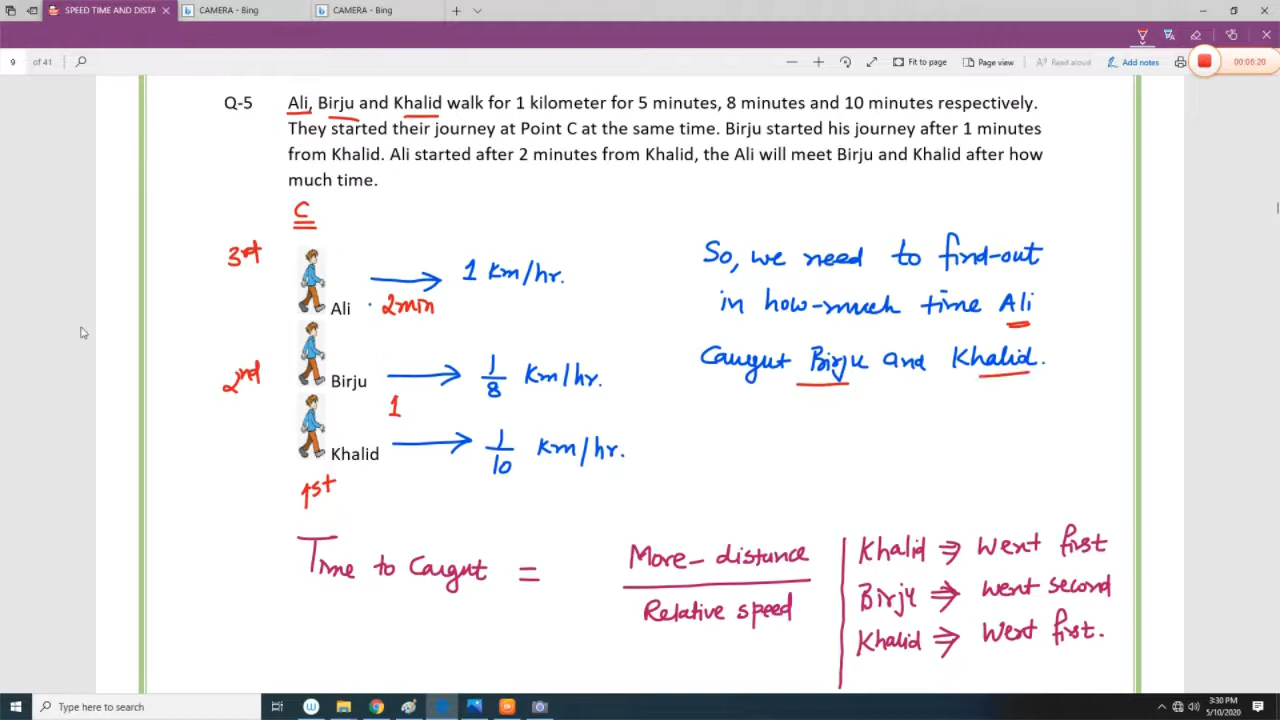 SPEED TIME AND DISTA
CAMERA - Bing
CAMERA - Bing
9 of 41
Fit to page
Page view
Read aloud
Add notes
00:05:20
Q-5 Ali, Birju and Khalid walk for 1 kilometer for 5 minutes, 8 minutes and 10 minutes respectively.
They started their journey at Point C at the same time. Birju started his journey after 1 minutes
from Khalid. Ali started after 2 minutes from Khalid, the Ali will meet Birju and Khalid after how
much time.
C
3rd
1 Km/hr.
Ali
2min
2nd
Birju
1/8 Km/hr.
1
Khalid
1/10 Km/hr.
1st
So, we need to find-out
in how-much time Ali
Caugut Birju and Khalid.
Time to Caugut = More-distance / Relative speed
Khalid ⇒ Went first
Birju ⇒ Went second
Khalid ⇒ Went first.
Type here to search
3:30 PM
5/10/2020